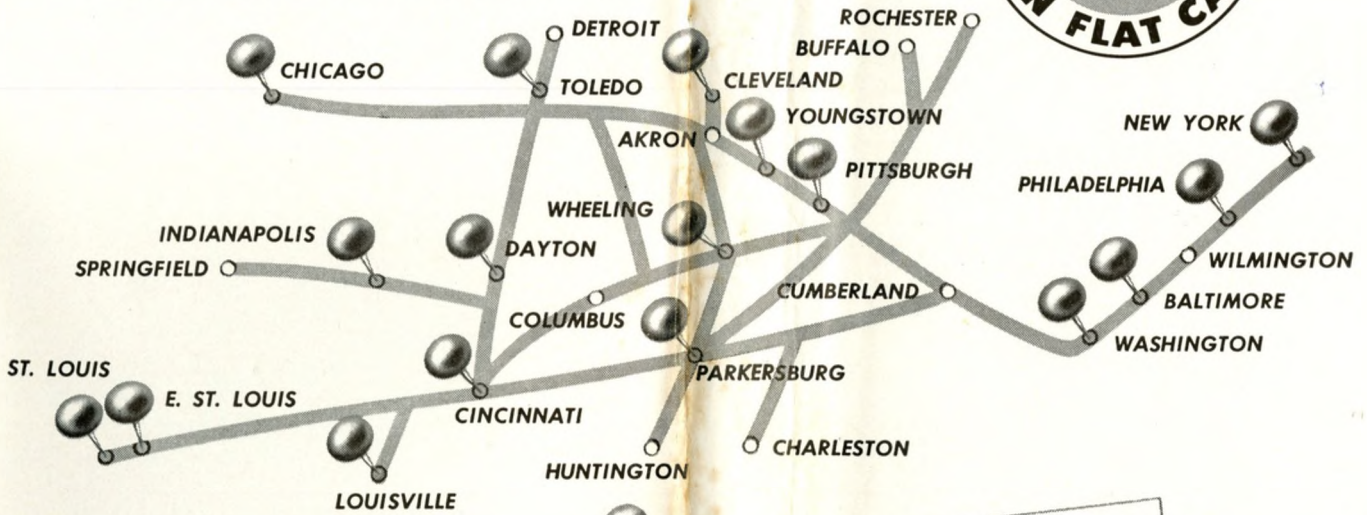 ROCHESTER
DETROIT
BUFFALO
N FLAT CA
CHICAGO
CLEVELAND
TOLEDO
YOUNGSTOWN
NEW YORK
AKRON
PITTSBURGH
PHILADELPHIA
WHEELING
INDIANAPOLIS
DAYTON
SPRINGFIELD
WILMINGTON
CUMBERLAND
BALTIMORE
COLUMBUS
WASHINGTON
ST. LOUIS
PARKERSBURG
E. ST. LOUIS
CINCINNATI
CHARLESTON
HUNTINGTON
LOUISVILLE